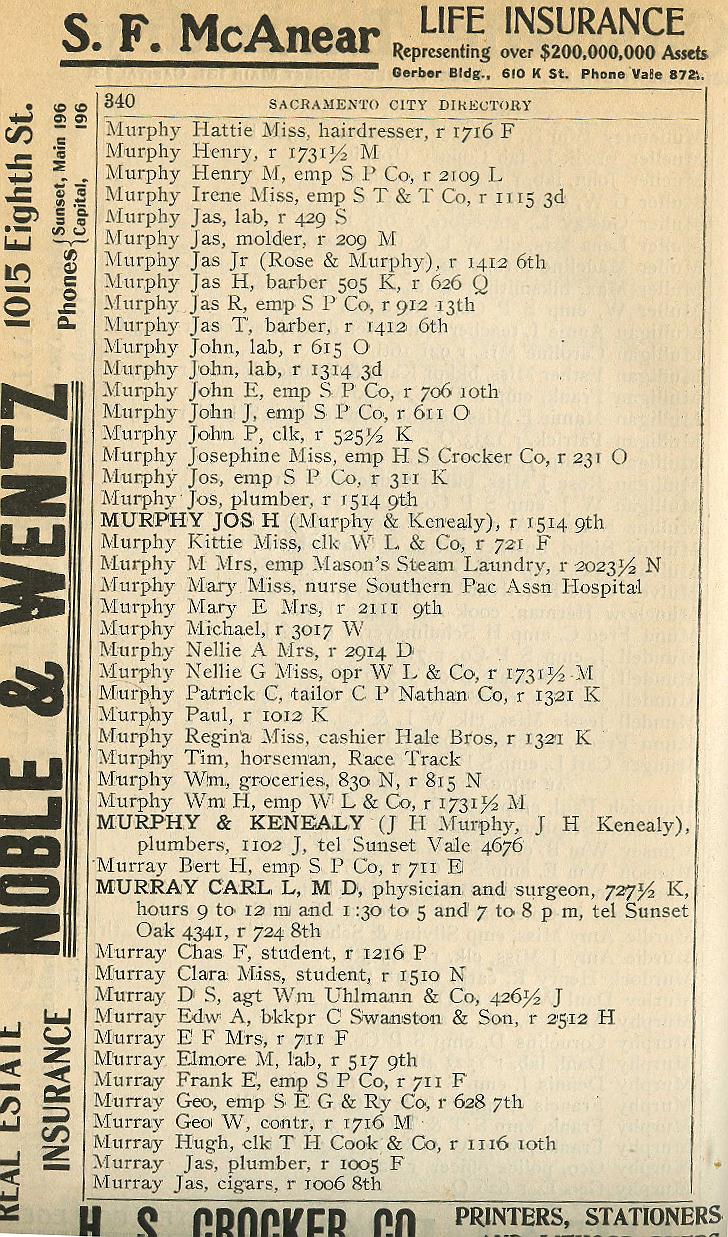 S. F. McAnear
LIFE INSURANCE
Representing over $200,000,000 Assets
Gerber Bldg., 610 K St. Phone Vale 872.
340 SACRAMENTO CITY DIRECTORY
Murphy Hattie Miss, hairdresser, r 1716 F
Murphy Henry, r 1731½ M
Murphy Henry M, emp S P Co, r 2109 L
Murphy Irene Miss, emp S T & T Co, r 1115 3d
Murphy Jas, lab, r 429 S
Murphy Jas, molder, r 209 M
Murphy Jas Jr (Rose & Murphy), r 1412 6th
Murphy Jas H, barber 505 K, r 626 Q
Murphy Jas R, emp S P Co, r 912 13th
Murphy Jas T, barber, r 1412 6th
Murphy John, lab, r 615 O
Murphy John, lab, r 1314 3d
Murphy John E, emp S P Co, r 706 10th
Murphy John J, emp S P Co, r 611 O
Murphy John P, clk, r 525½ K
Murphy Josephine Miss, emp H S Crocker Co, r 231 O
Murphy Jos, emp S P Co, r 311 K
Murphy Jos, plumber, r 1514 9th
MURPHY JOS H (Murphy & Kenealy), r 1514 9th
Murphy Kittie Miss, clk W L & Co, r 721 F
Murphy M Mrs, emp Mason's Steam Laundry, r 2023½ N
Murphy Mary Miss, nurse Southern Pac Assn Hospital
Murphy Mary E Mrs, r 2111 9th
Murphy Michael, r 3017 W
Murphy Nellie A Mrs, r 2914 D
Murphy Nellie G Miss, opr W L & Co, r 1731½ M
Murphy Patrick C, tailor C P Nathan Co, r 1321 K
Murphy Paul, r 1012 K
Murphy Regina Miss, cashier Hale Bros, r 1321 K
Murphy Tim, horseman, Race Track
Murphy Wm, groceries, 830 N, r 815 N
Murphy Wm H, emp W L & Co, r 1731½ M
MURPHY & KENEALY (J H Murphy, J H Kenealy),
plumbers, 1102 J, tel Sunset Vale 4676
Murray Bert H, emp S P Co, r 711 E
MURRAY CARL L, M D, physician and surgeon, 727½ K,
hours 9 to 12 m and 1:30 to 5 and 7 to 8 p m, tel Sunset
Oak 4341, r 724 8th
Murray Chas F, student, r 1216 P
Murray Clara Miss, student, r 1510 N
Murray D S, agt Wm Uhlmann & Co, 426½ J
Murray Edw A, bkkpr C Swanston & Son, r 2512 H
Murray E F Mrs, r 711 F
Murray Elmore M, lab, r 517 9th
Murray Frank E, emp S P Co, r 711 F
Murray Geo, emp S E G & Ry Co, r 628 7th
Murray Geo W, contr, r 1716 M
Murray Hugh, clk T H Cook & Co, r 1116 10th
Murray Jas, plumber, r 1005 F
Murray Jas, cigars, r 1006 8th
REAL ESTATE
INSURANCE
NOBLE & WENTZ
1015 Eighth St.
Phones { Sunset, Main 196
Capital, 196
H. S. CROCKER CO.
PRINTERS, STATIONERS